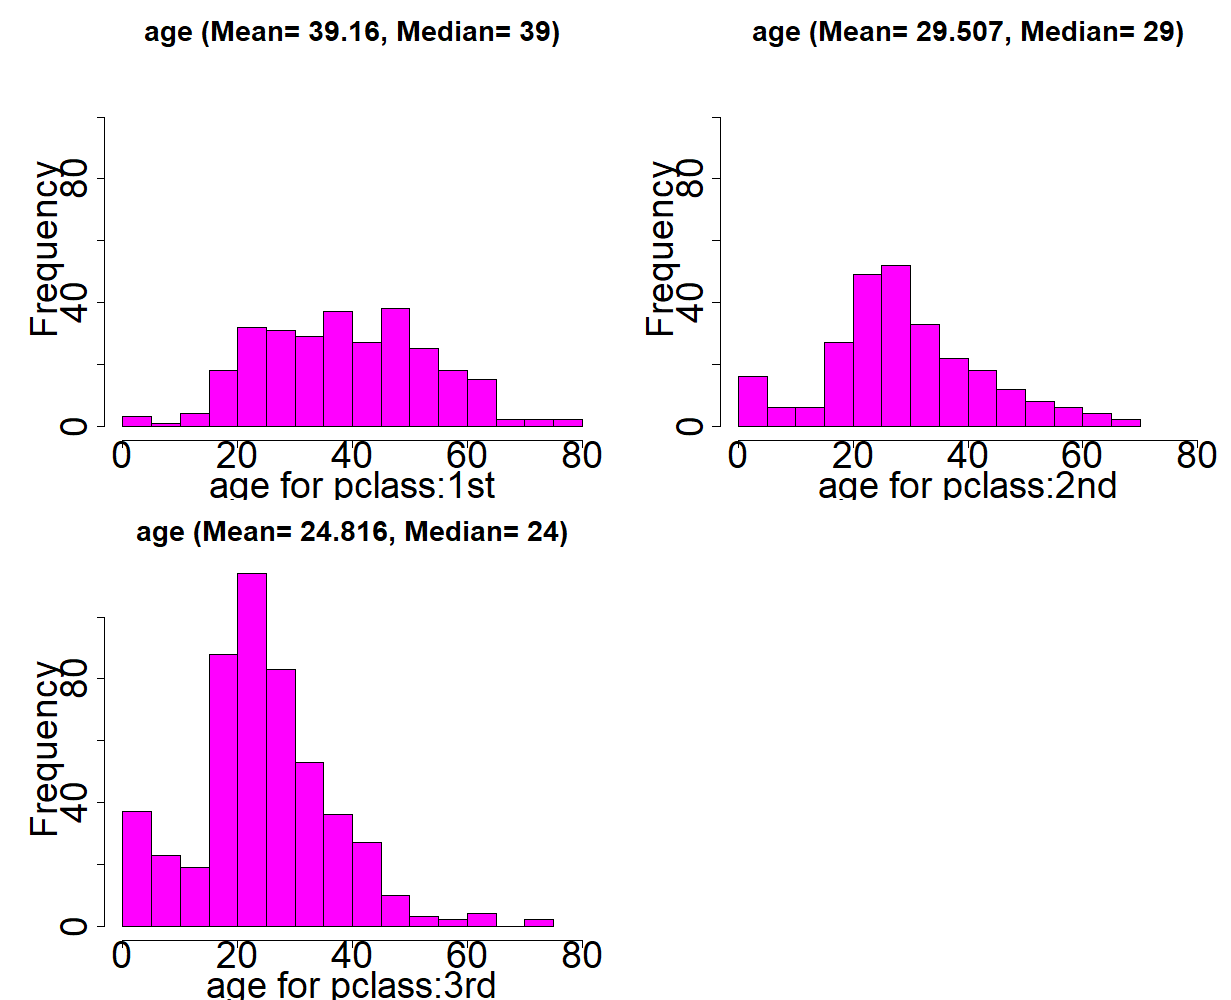 age (Mean= 39.16, Median= 39)
Frequency
0 40 80
0 20 40 60 80
age for pclass:1st
age (Mean= 29.507, Median= 29)
Frequency
0 40 80
0 20 40 60 80
age for pclass:2nd
age (Mean= 24.816, Median= 24)
Frequency
0 40 80
0 20 40 60 80
age for pclass:3rd